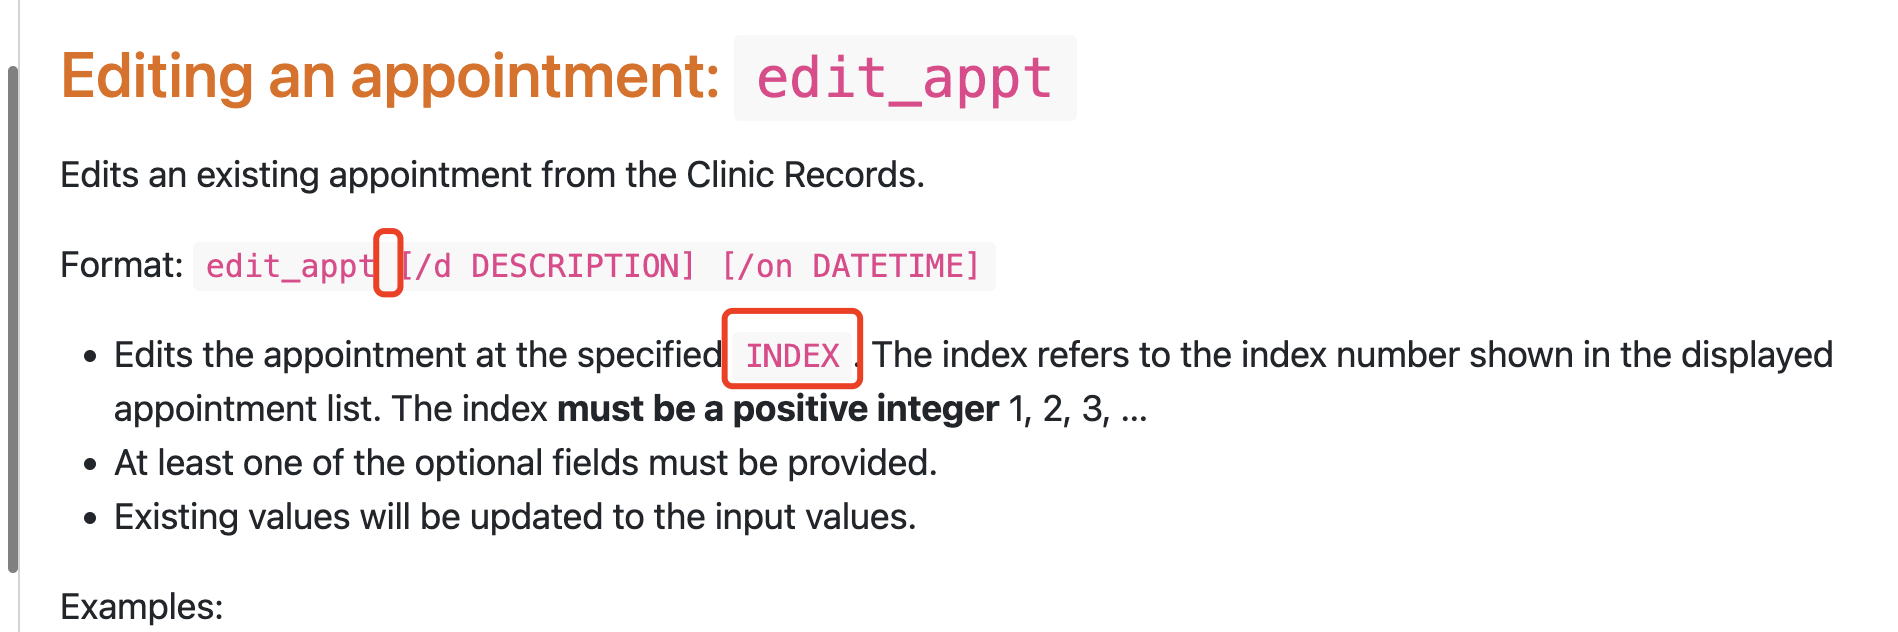 Editing an appointment: edit_appt
Edits an existing appointment from the Clinic Records.
Format: edit_appt [/d DESCRIPTION] [/on DATETIME]
• Edits the appointment at the specified INDEX. The index refers to the index number shown in the displayed
appointment list. The index must be a positive integer 1, 2, 3, …
• At least one of the optional fields must be provided.
• Existing values will be updated to the input values.
Examples: